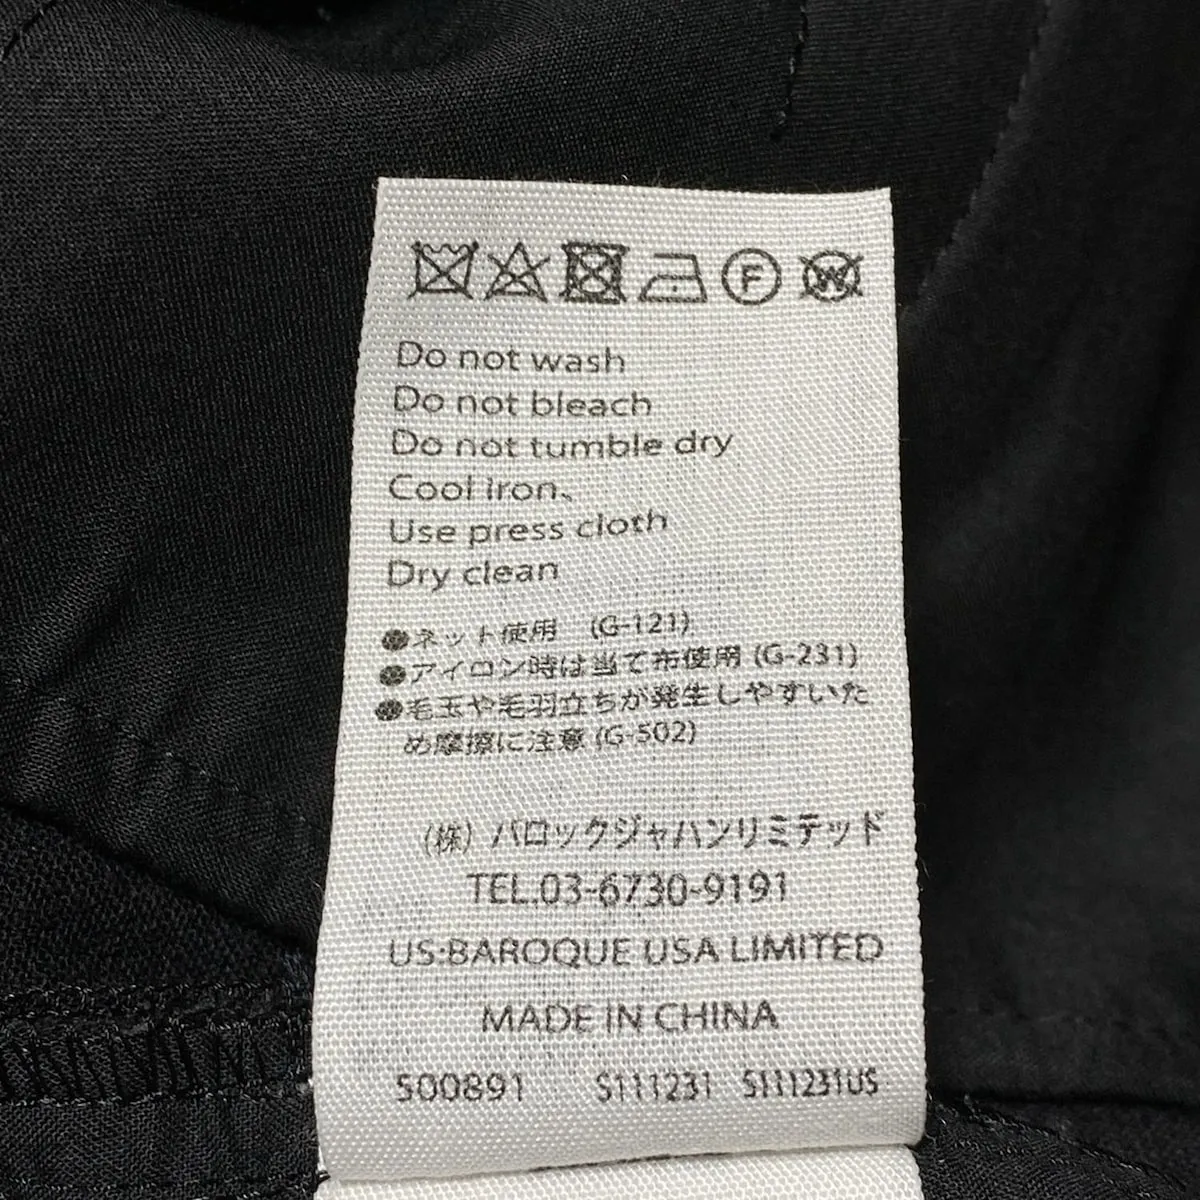 F W
Do not wash
Do not bleach
Do not tumble dry
Cool iron、
Use press cloth
Dry clean
●ネット使用 (G-121)
●アイロン時は当て布使用 (G-231)
●毛玉や毛羽立ちが発生しやすいた
め摩擦に注意 (G-502)
(株) バロックジャパンリミテッド
TEL.03-6730-9191
US:BAROQUE USA LIMITED
MADE IN CHINA
S00891 S111231 S111231US